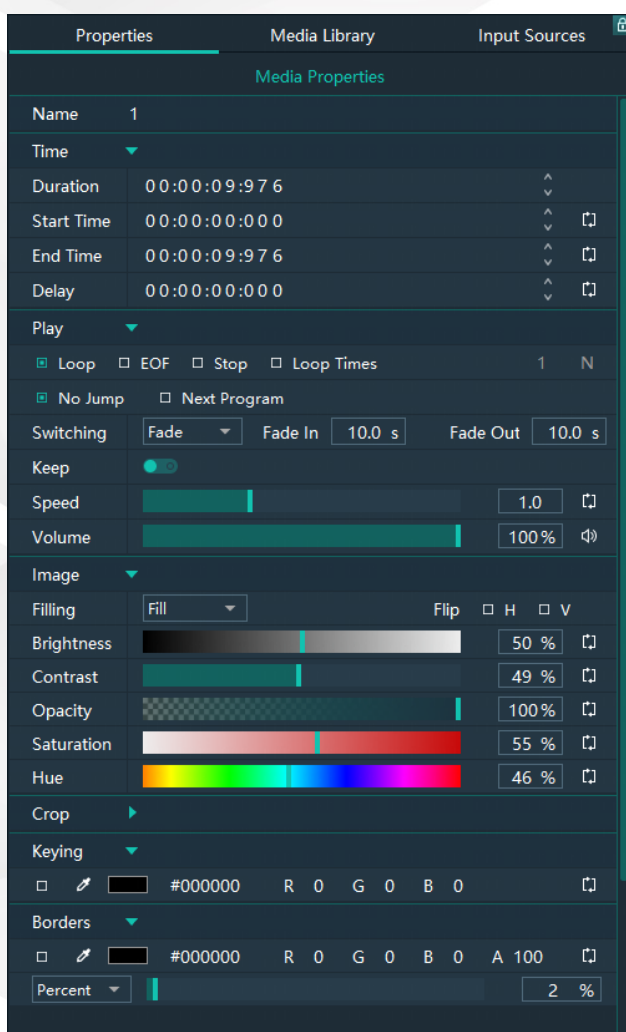 Properties Media Library Input Sources
Media Properties
Name 1
Time
Duration 00:00:09:976
Start Time 00:00:00:000
End Time 00:00:09:976
Delay 00:00:00:000
Play
Loop EOF Stop Loop Times 1 N
No Jump Next Program
Switching Fade Fade In 10.0 s Fade Out 10.0 s
Keep
Speed 1.0
Volume 100%
Image
Filling Fill Flip H V
Brightness 50 %
Contrast 49 %
Opacity 100%
Saturation 55 %
Hue 46 %
Crop
Keying
#000000 R 0 G 0 B 0
Borders
#000000 R 0 G 0 B 0 A 100
Percent 2 %